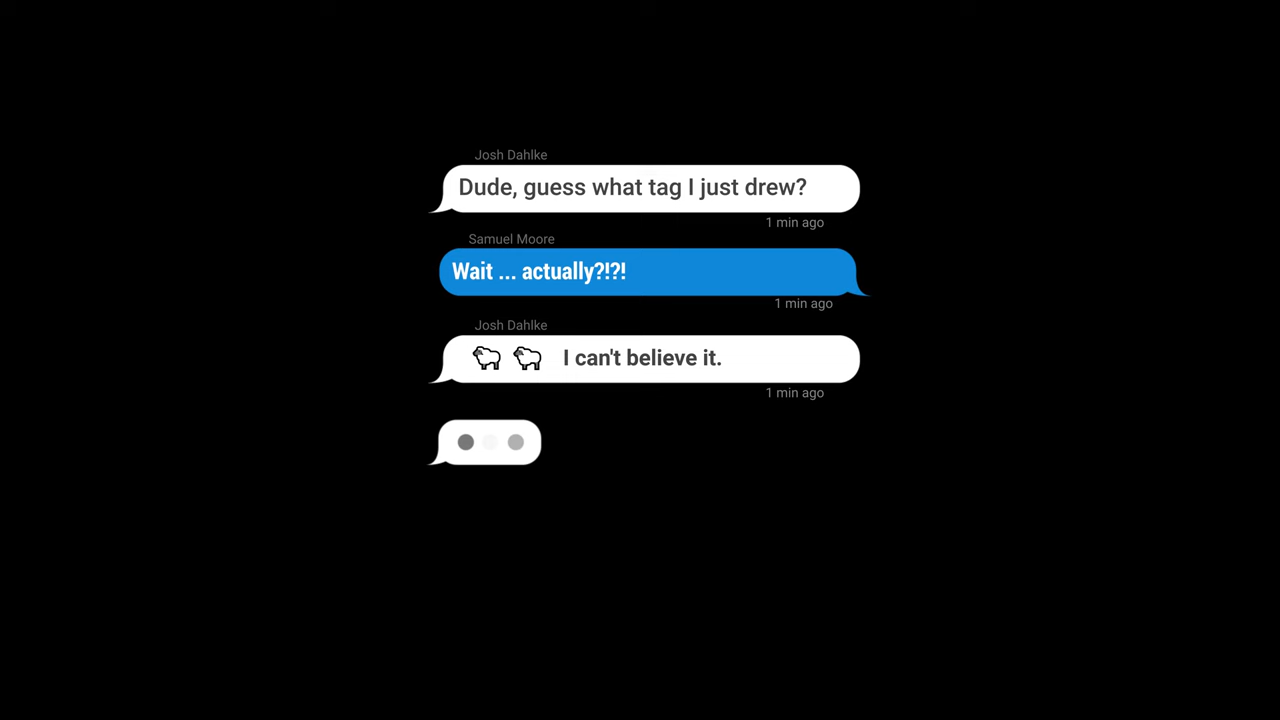 Josh Dahlke
Dude, guess what tag I just drew?
1 min ago
Samuel Moore
Wait ... actually?!?!
1 min ago
Josh Dahlke
🐑 🐑 I can't believe it.
1 min ago